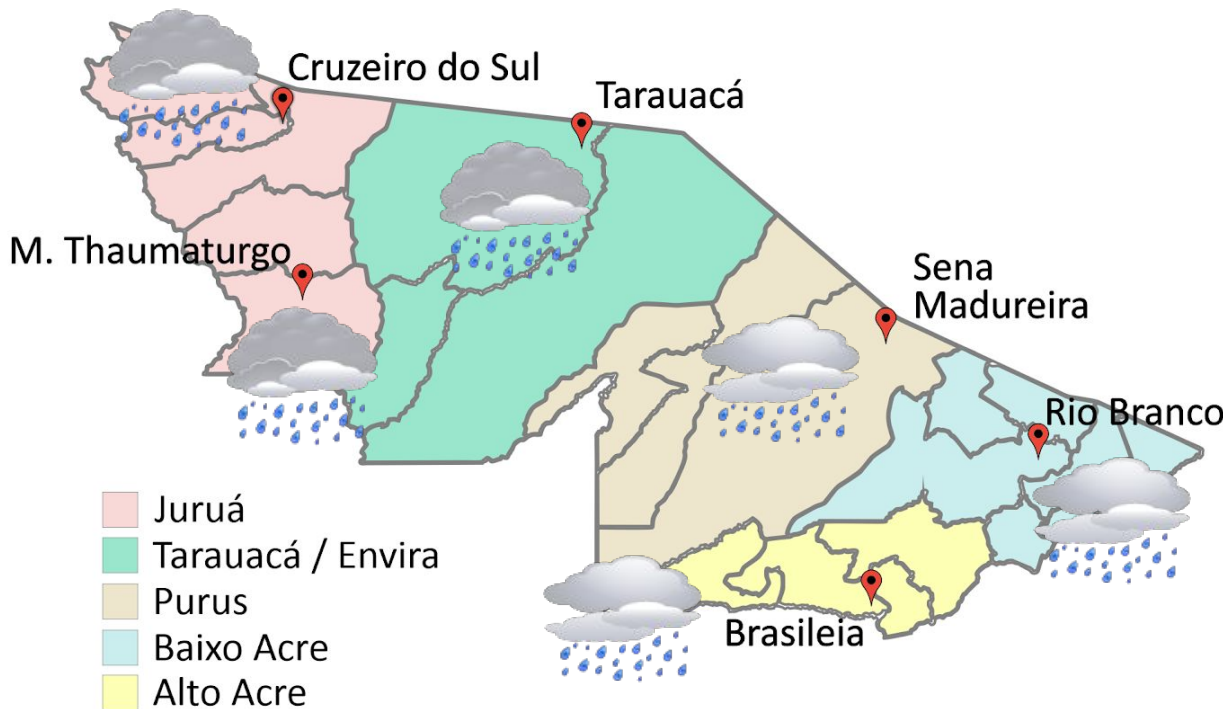 Cruzeiro do Sul
Tarauacá
M. Thaumaturgo
Sena
Madureira
Rio Branco
Brasileia
Juruá
Tarauacá / Envira
Purus
Baixo Acre
Alto Acre